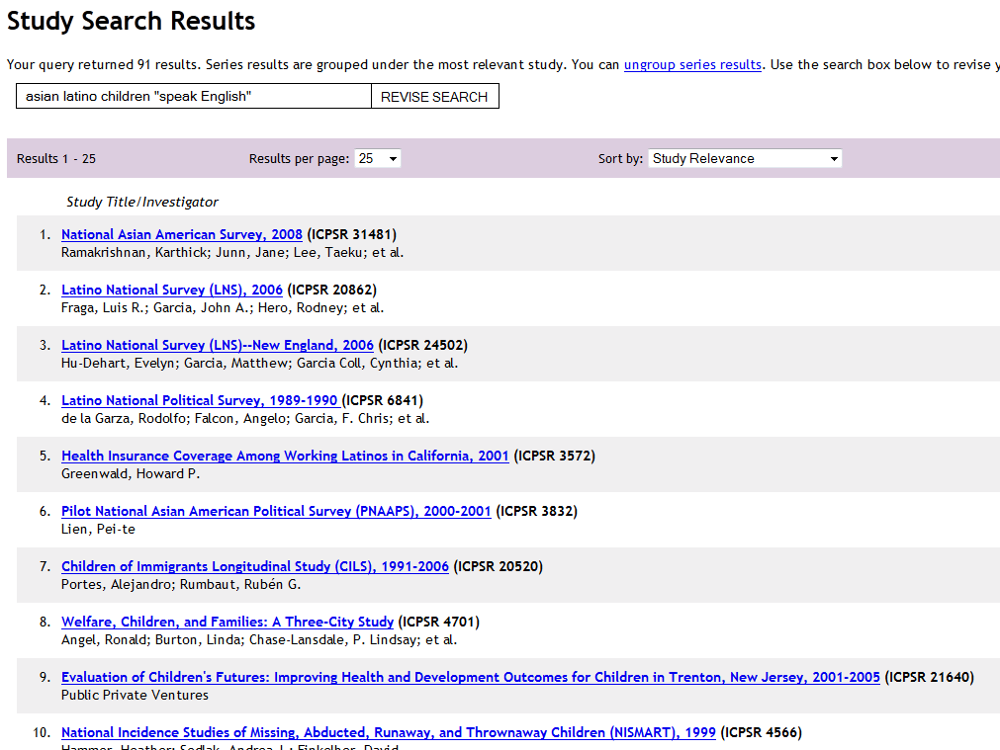 Study Search Results
Your query returned 91 results. Series results are grouped under the most relevant study. You can ungroup series results. Use the search box below to revise
asian latino children "speak English" REVISE SEARCH
Results 1 - 25 Results per page: 25 Sort by: Study Relevance
Study Title/Investigator
1. National Asian American Survey, 2008 (ICPSR 31481)
Ramakrishnan, Karthick; Junn, Jane; Lee, Taeku; et al.
2. Latino National Survey (LNS), 2006 (ICPSR 20862)
Fraga, Luis R.; Garcia, John A.; Hero, Rodney; et al.
3. Latino National Survey (LNS)--New England, 2006 (ICPSR 24502)
Hu-Dehart, Evelyn; Garcia, Matthew; Garcia Coll, Cynthia; et al.
4. Latino National Political Survey, 1989-1990 (ICPSR 6841)
de la Garza, Rodolfo; Falcon, Angelo; Garcia, F. Chris; et al.
5. Health Insurance Coverage Among Working Latinos in California, 2001 (ICPSR 3572)
Greenwald, Howard P.
6. Pilot National Asian American Political Survey (PNAAPS), 2000-2001 (ICPSR 3832)
Lien, Pei-te
7. Children of Immigrants Longitudinal Study (CILS), 1991-2006 (ICPSR 20520)
Portes, Alejandro; Rumbaut, Rubén G.
8. Welfare, Children, and Families: A Three-City Study (ICPSR 4701)
Angel, Ronald; Burton, Linda; Chase-Lansdale, P. Lindsay; et al.
9. Evaluation of Children's Futures: Improving Health and Development Outcomes for Children in Trenton, New Jersey, 2001-2005 (ICPSR 21640)
Public Private Ventures
10. National Incidence Studies of Missing, Abducted, Runaway, and Thrownaway Children (NISMART), 1999 (ICPSR 4566)
Hammer, Heather; Sedlak, Andrea J.; Finkelhor, David